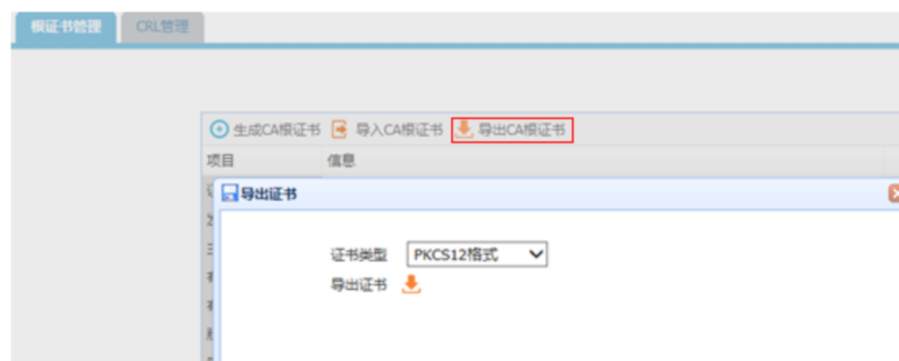 根证书管理 CRL管理
生成CA根证书 导入CA根证书 导出CA根证书
项目 信息
导出证书
证书类型 PKCS12格式
导出证书